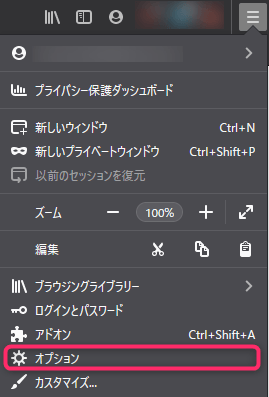 プライバシー保護ダッシュボード
新しいウィンドウ Ctrl+N
新しいプライベートウィンドウ Ctrl+Shift+P
以前のセッションを復元
ズーム 100%
編集
ブラウジングライブラリー
ログインとパスワード
アドオン Ctrl+Shift+A
オプション
カスタマイズ...